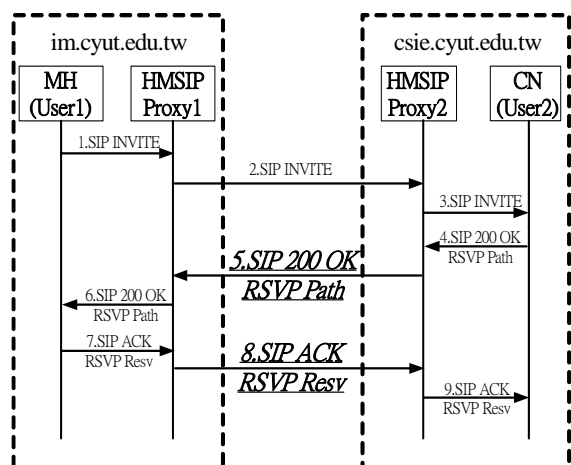 im.cyut.edu.tw
csie.cyut.edu.tw
MH
(User1)
HMSIP
Proxy1
HMSIP
Proxy2
CN
(User2)
1.SIP INVITE
2.SIP INVITE
3.SIP INVITE
4.SIP 200 OK
RSVP Path
5.SIP 200 OK
RSVP Path
6.SIP 200 OK
RSVP Path
7.SIP ACK
RSVP Resv
8.SIP ACK
RSVP Resv
9.SIP ACK
RSVP Resv